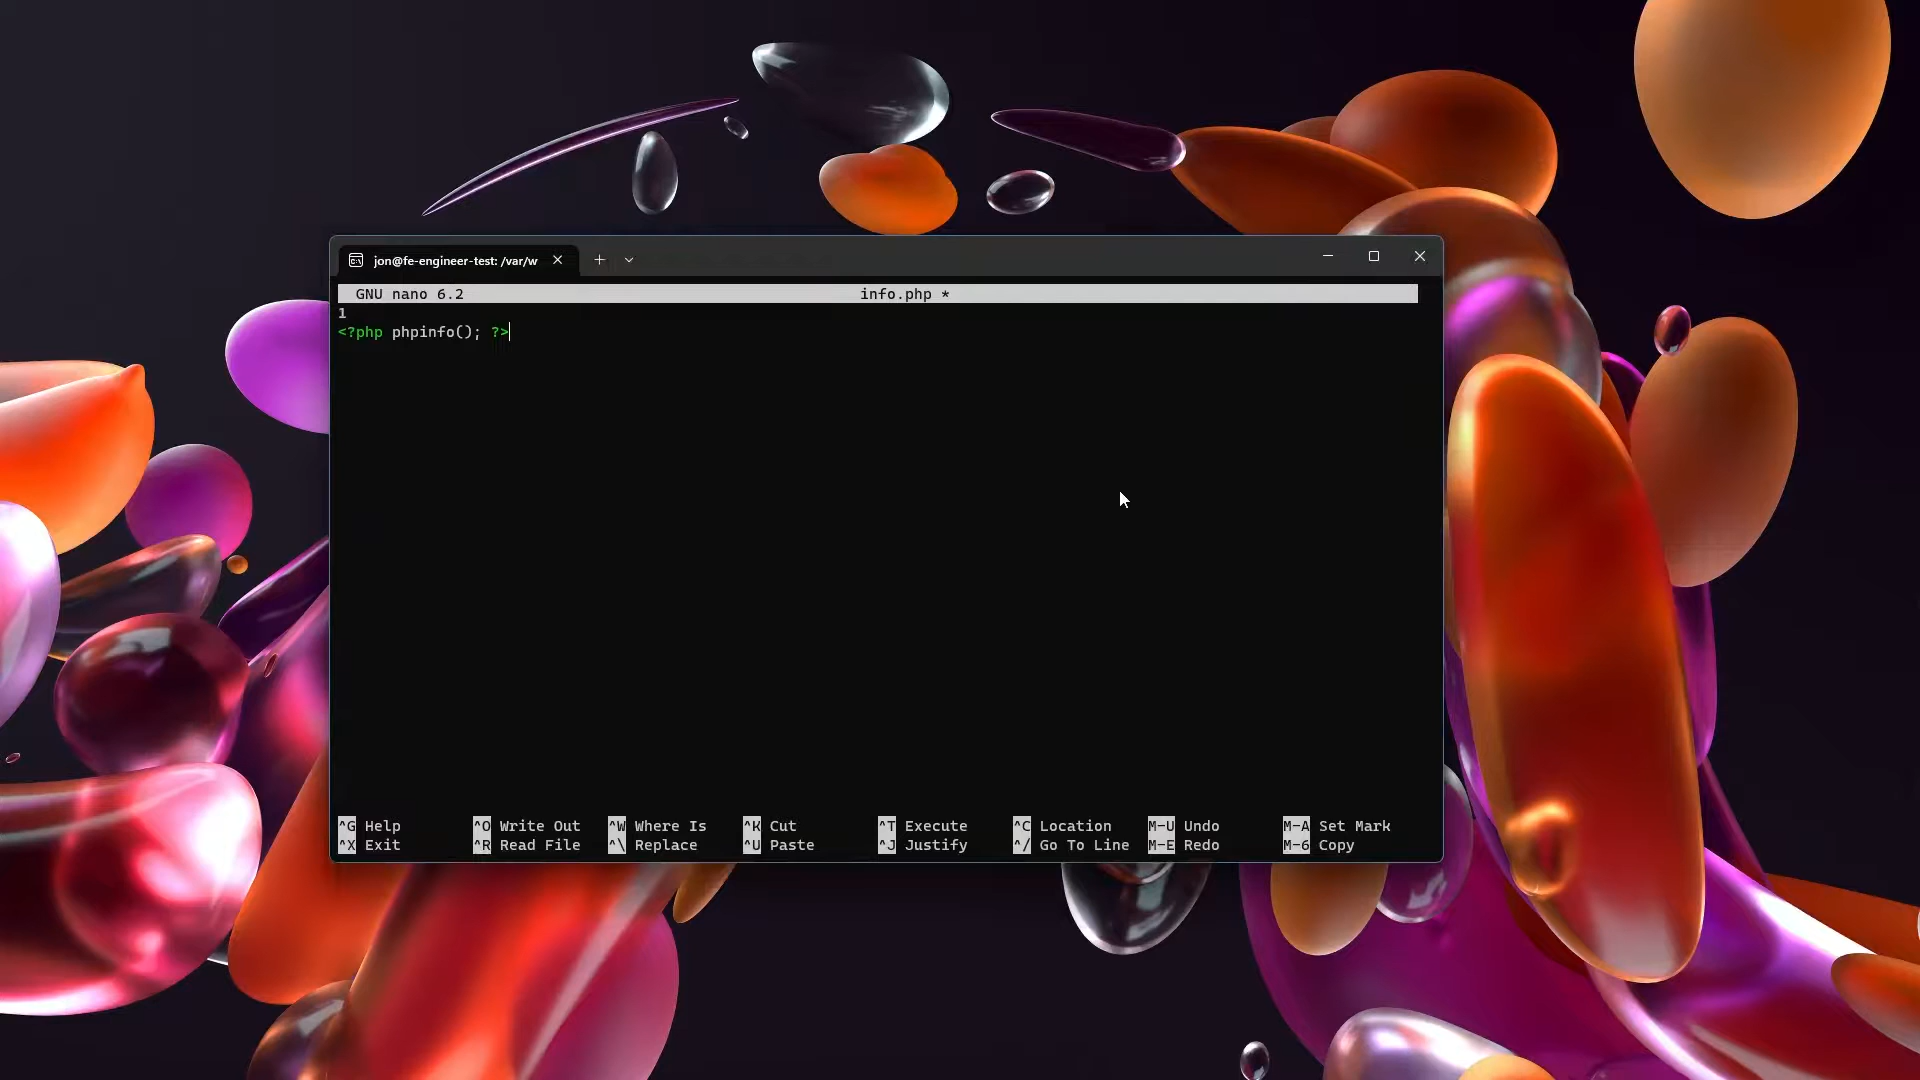 jon@fe-engineer-test: /var/w
GNU nano 6.2 info.php *
1
<?php phpinfo(); ?>
^G Help ^O Write Out ^W Where Is ^K Cut ^T Execute ^C Location M-U Undo M-A Set Mark
^X Exit ^R Read File ^\ Replace ^U Paste ^J Justify ^/ Go To Line M-E Redo M-6 Copy